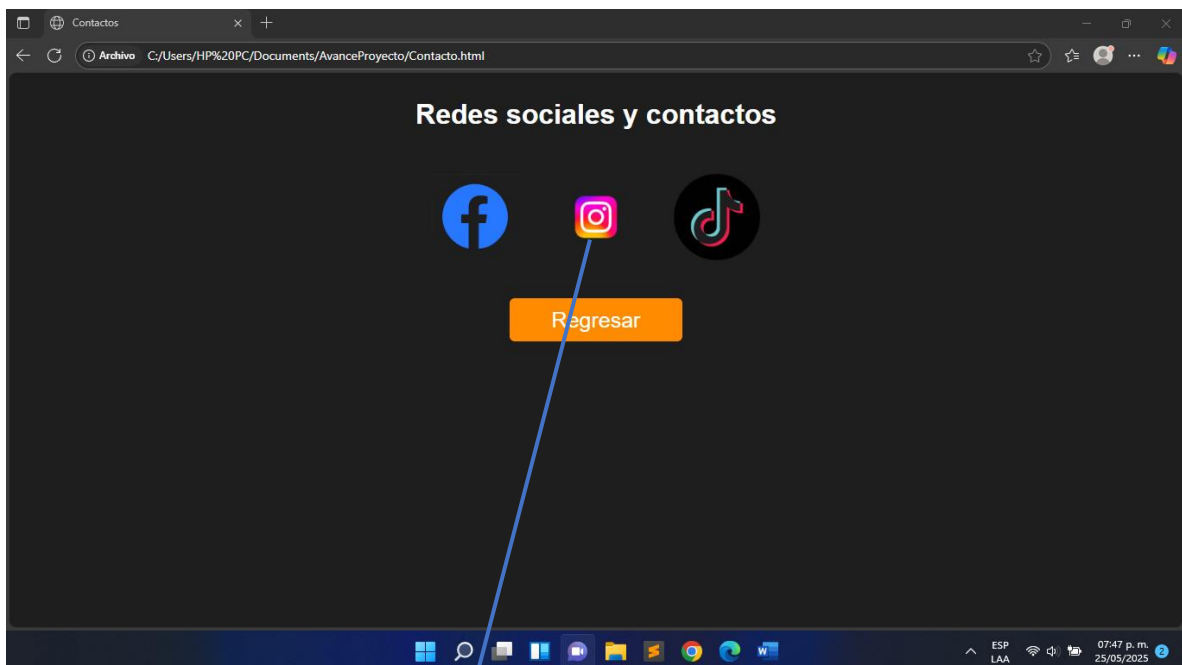 Contactos
Archivo C:/Users/HP%20PC/Documents/AvanceProyecto/Contacto.html
Redes sociales y contactos
Regresar
ESP
LAA
07:47 p. m.
25/05/2025
2